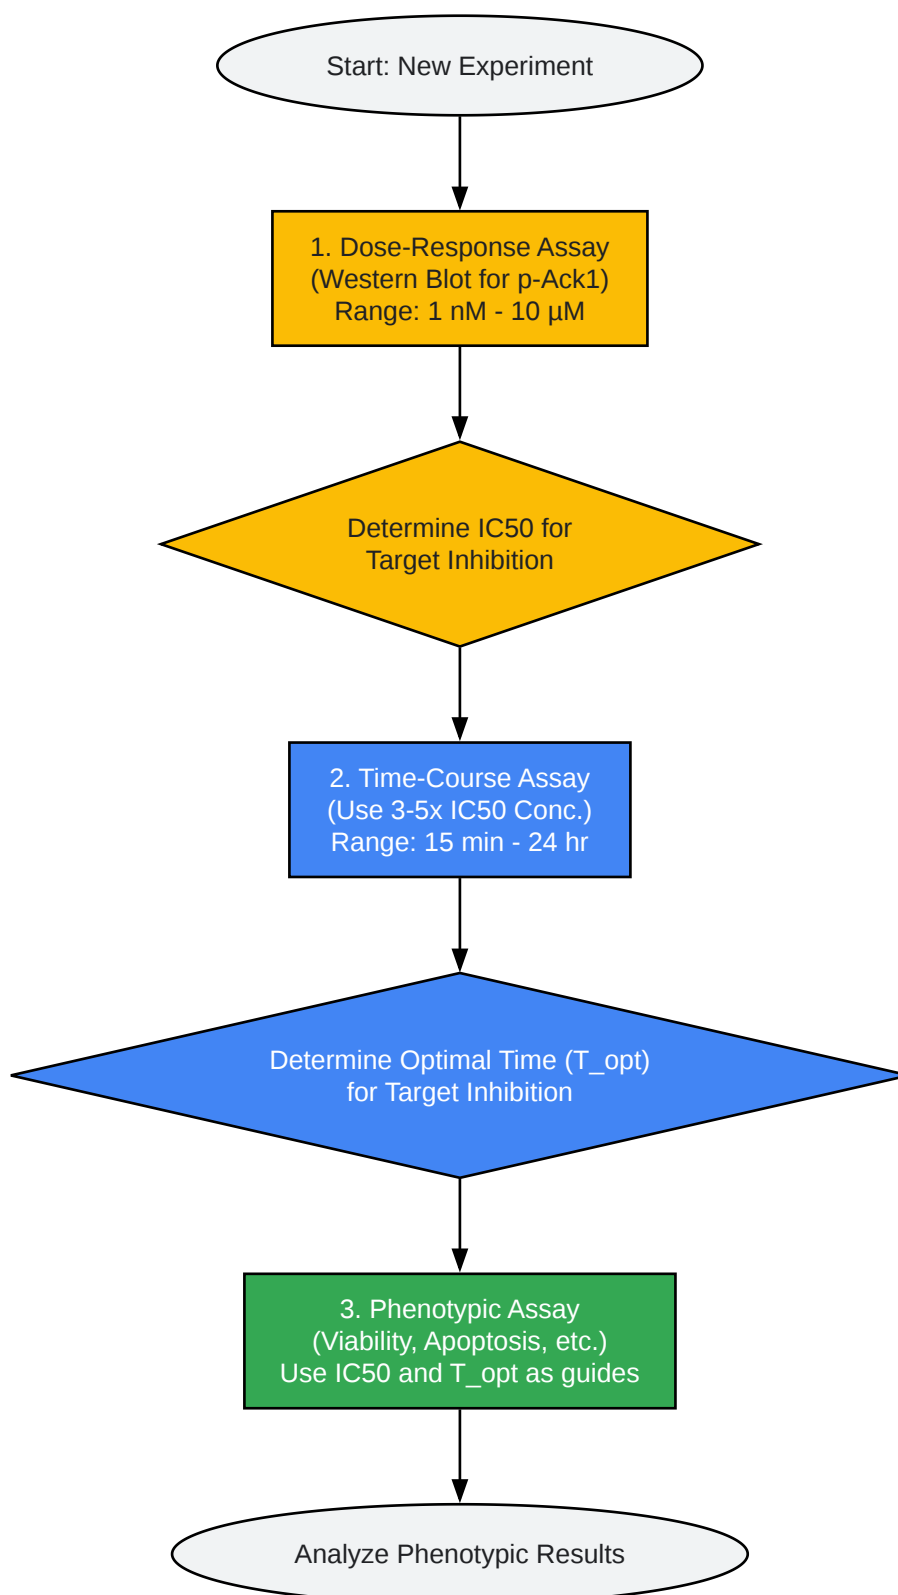 Start: New Experiment
1. Dose-Response Assay
(Western Blot for p-Ack1)
Range: 1 nM - 10 µM
Determine IC50 for
Target Inhibition
2. Time-Course Assay
(Use 3-5x IC50 Conc.)
Range: 15 min - 24 hr
Determine Optimal Time (T_opt)
for Target Inhibition
3. Phenotypic Assay
(Viability, Apoptosis, etc.)
Use IC50 and T_opt as guides
Analyze Phenotypic Results